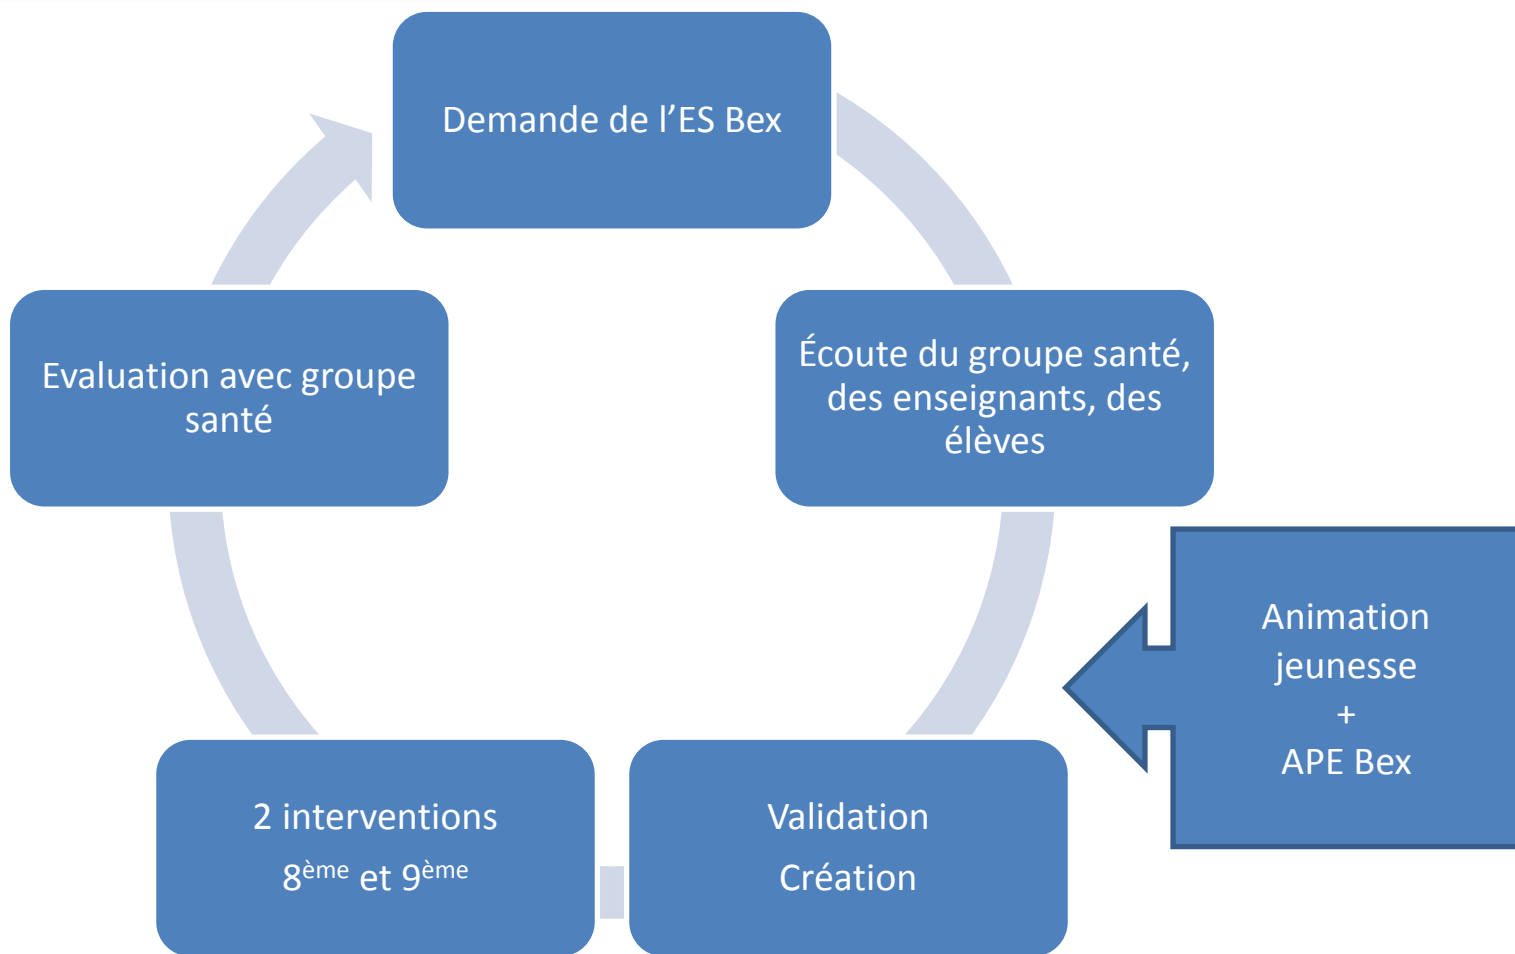 Demande de l’ES Bex
Écoute du groupe santé,
des enseignants, des
élèves
Animation
jeunesse
+
APE Bex
Validation
Création
2 interventions
8ème et 9ème
Evaluation avec groupe
santé